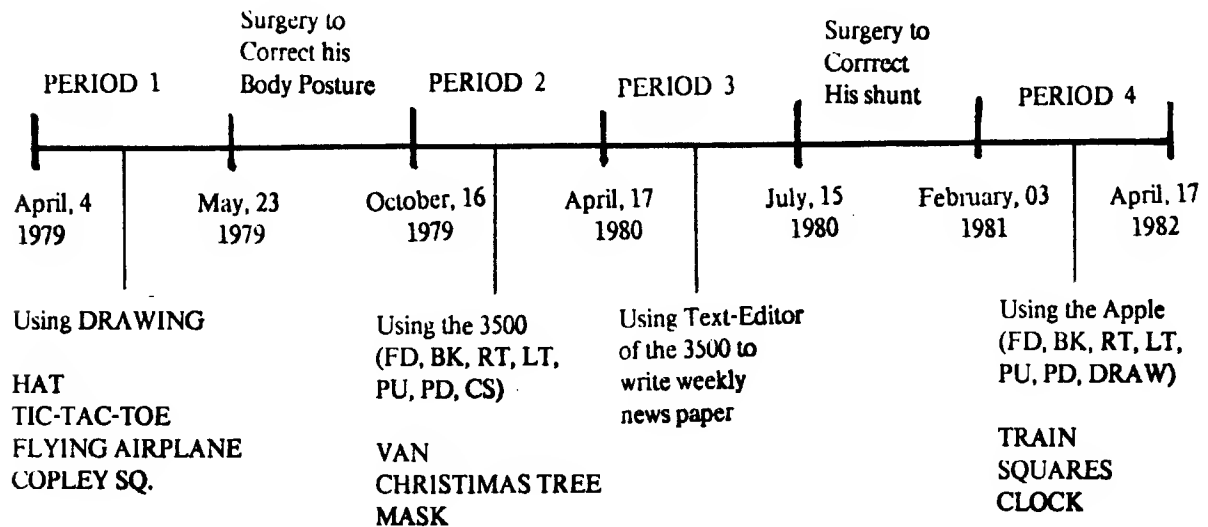 Surgery to
Correct his
Body Posture
Surgery to
Corrrect
His shunt
PERIOD 1
PERIOD 2
PERIOD 3
PERIOD 4
April, 4
1979
May, 23
1979
October, 16
1979
April, 17
1980
July, 15
1980
February, 03
1981
April, 17
1982
Using DRAWING
HAT
TIC-TAC-TOE
FLYING AIRPLANE
COPLEY SQ.
Using the 3500
(FD, BK, RT, LT,
PU, PD, CS)
VAN
CHRISTIMAS TREE
MASK
Using Text-Editor
of the 3500 to
write weekly
news paper
Using the Apple
(FD, BK, RT, LT,
PU, PD, DRAW)
TRAIN
SQUARES
CLOCK